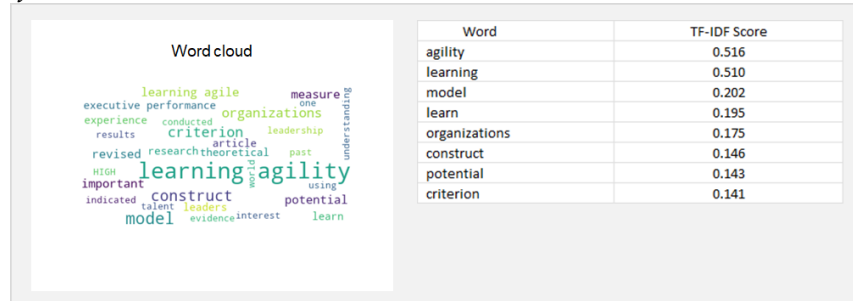 Word cloud
learning agile
measure
understanding
executive performance
one
organizations
experience
conducted
results
criterion
leadership
article
revised
research
theoretical
past
HIGH
learning agility
world
important
using
indicated
construct
potential
talent
leaders
model
evidence
interest
learn
Word TF-IDF Score
agility 0.516
learning 0.510
model 0.202
learn 0.195
organizations 0.175
construct 0.146
potential 0.143
criterion 0.141